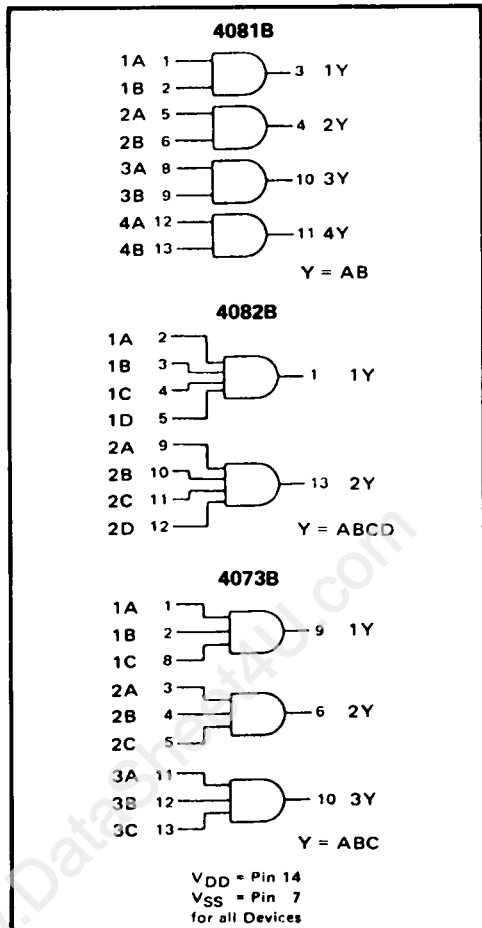 4081B
1A 1
3 1Y
1B 2
2A 5
4 2Y
2B 6
3A 8
10 3Y
3B 9
4A 12
11 4Y
4B 13
Y = AB
4082B
1A 2
1B 3
1 1Y
1C 4
1D 5
2A 9
2B 10
13 2Y
2C 11
2D 12
Y = ABCD
4073B
1A 1
1B 2
9 1Y
1C 8
2A 3
2B 4
6 2Y
2C 5
3A 11
3B 12
10 3Y
3C 13
Y = ABC
VDD = Pin 14
VSS = Pin 7
for all Devices
.DataSheet4U.com